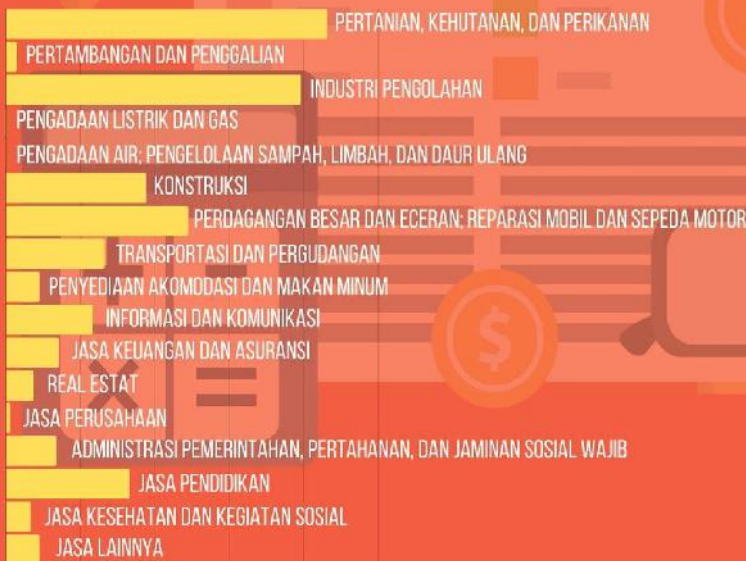 PERTANIAN, KEHUTANAN, DAN PERIKANAN
PERTAMBANGAN DAN PENGGALIAN
INDUSTRI PENGOLAHAN
PENGADAAN LISTRIK DAN GAS
PENGADAAN AIR; PENGELOLAAN SAMPAH, LIMBAH, DAN DAUR ULANG
KONSTRUKSI
PERDAGANGAN BESAR DAN ECERAN; REPARASI MOBIL DAN SEPEDA MOTOR
TRANSPORTASI DAN PERGUDANGAN
PENYEDIAAN AKOMODASI DAN MAKAN MINUM
INFORMASI DAN KOMUNIKASI
JASA KEUANGAN DAN ASURANSI
REAL ESTAT
JASA PERUSAHAAN
ADMINISTRASI PEMERINTAHAN, PERTAHANAN, DAN JAMINAN SOSIAL WAJIB
JASA PENDIDIKAN
JASA KESEHATAN DAN KEGIATAN SOSIAL
JASA LAINNYA